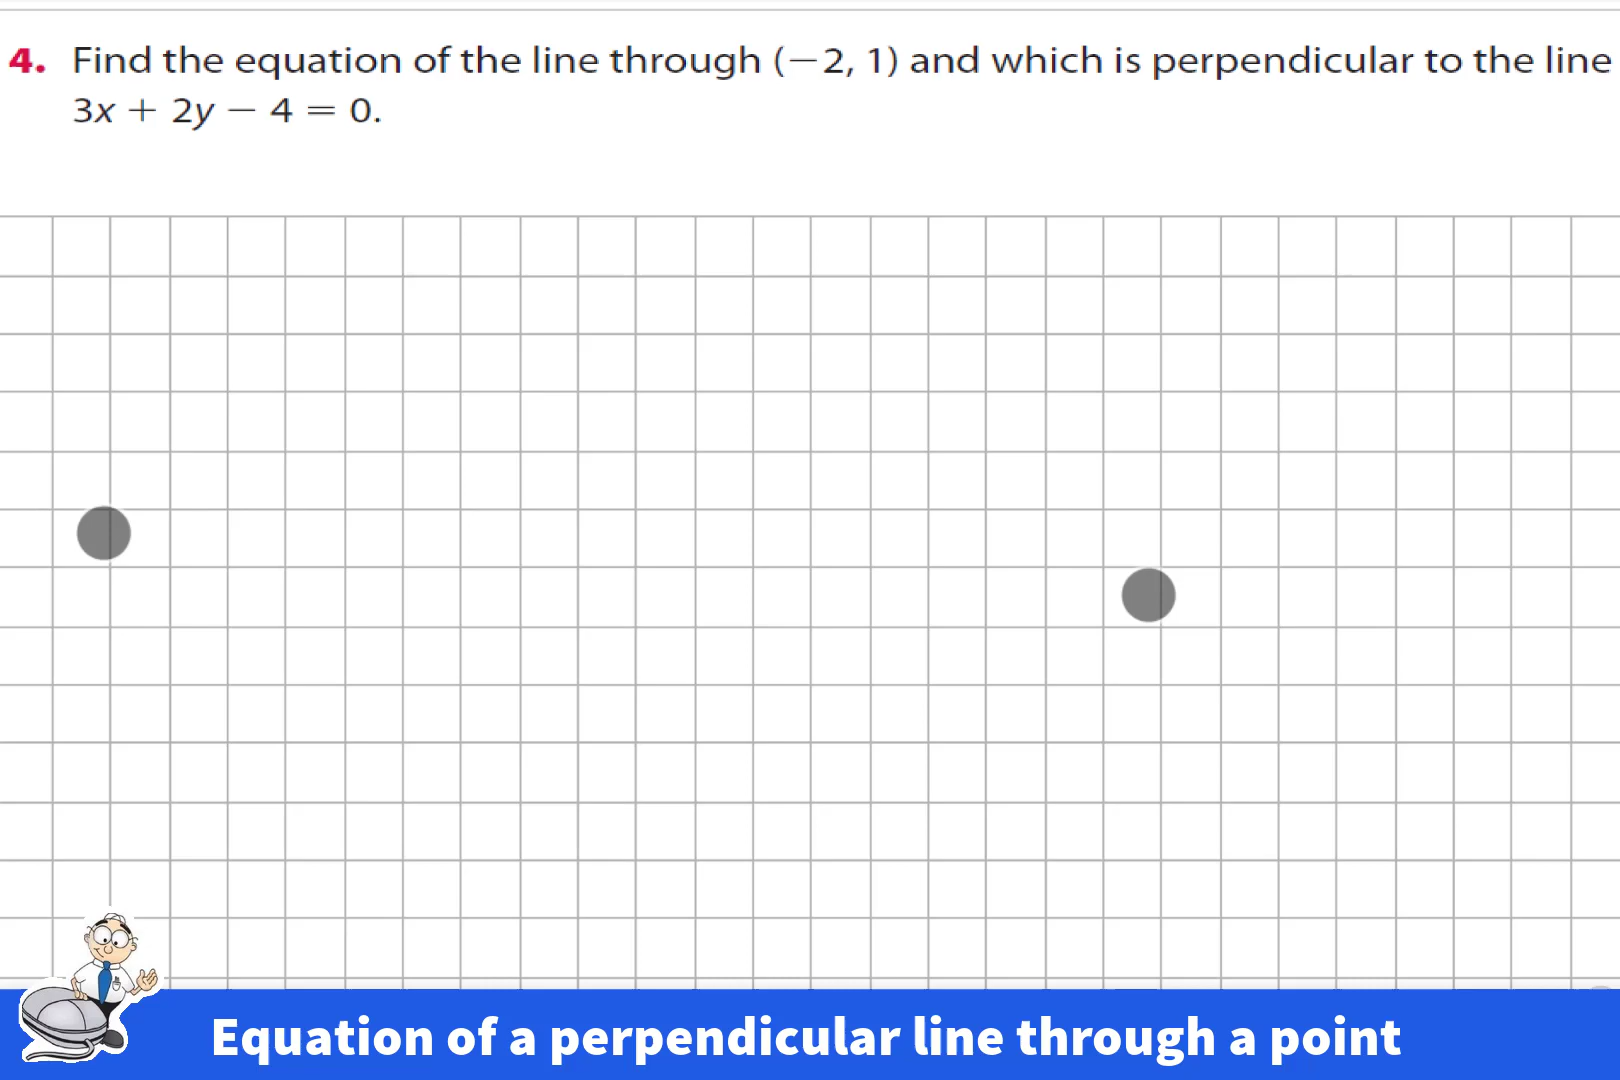 4. Find the equation of the line through (−2, 1) and which is perpendicular to the line
3x + 2y − 4 = 0.
Equation of a perpendicular line through a point